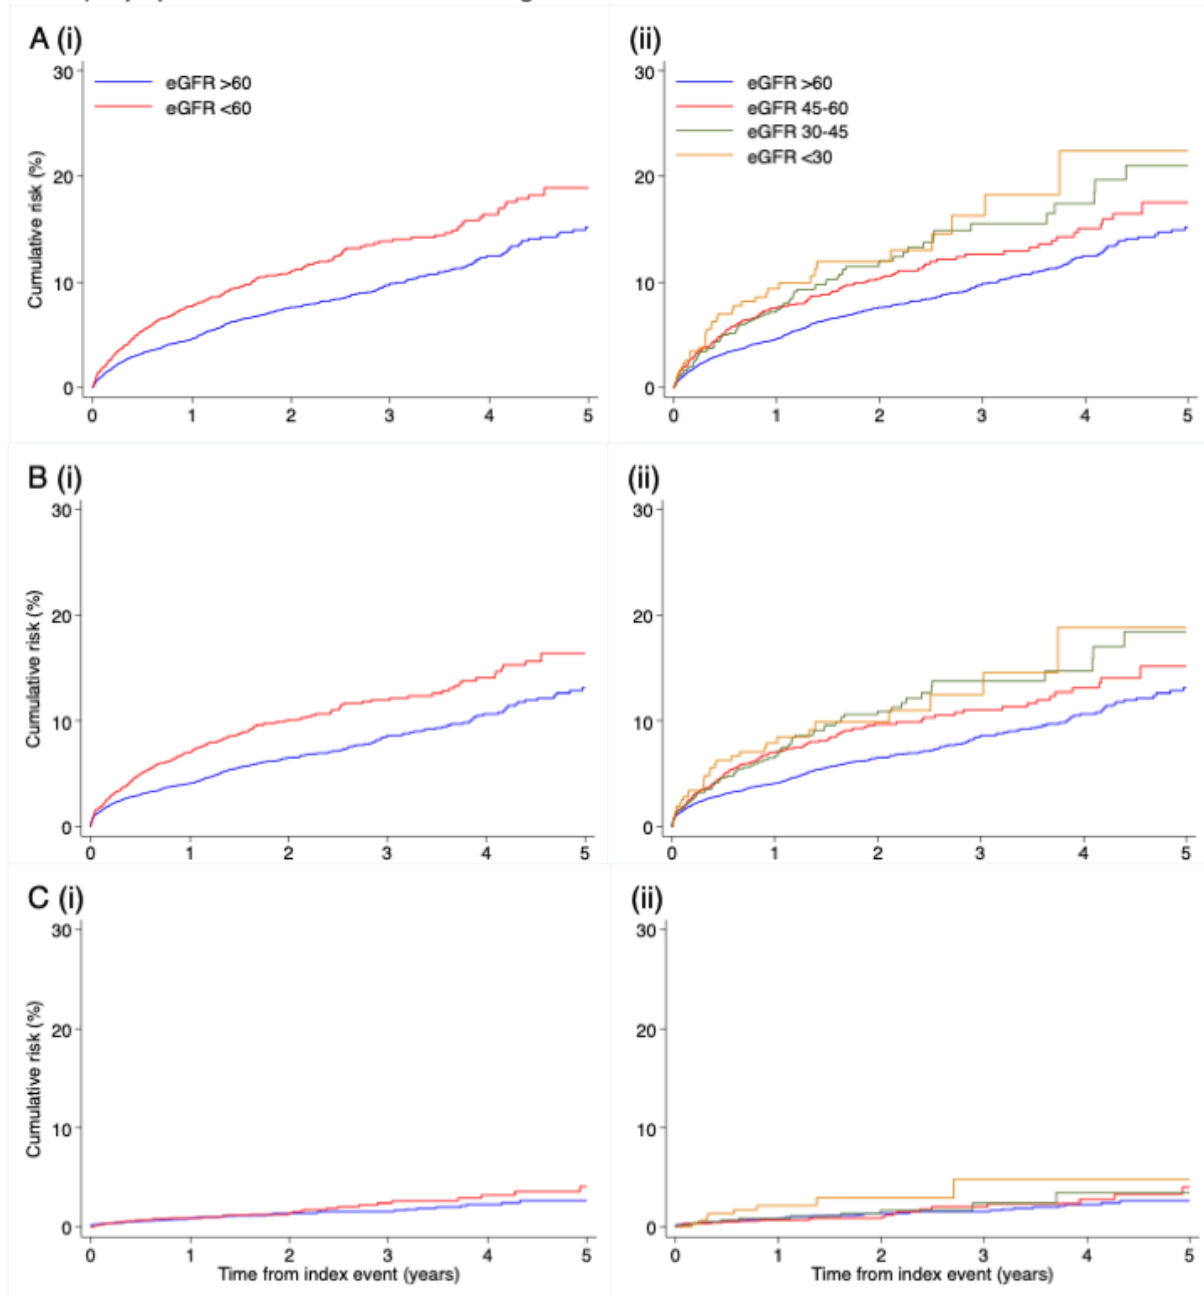 A (i)
30
20
10
0
Cumulative risk (%)
eGFR >60
eGFR <60
0 1 2 3 4 5
(ii)
30
20
10
0
eGFR >60
eGFR 45-60
eGFR 30-45
eGFR <30
0 1 2 3 4 5
B (i)
30
20
10
0
Cumulative risk (%)
0 1 2 3 4 5
(ii)
30
20
10
0
0 1 2 3 4 5
C (i)
30
20
10
0
Cumulative risk (%)
0 1 2 3 4 5
Time from index event (years)
(ii)
30
20
10
0
0 1 2 3 4 5
Time from index event (years)